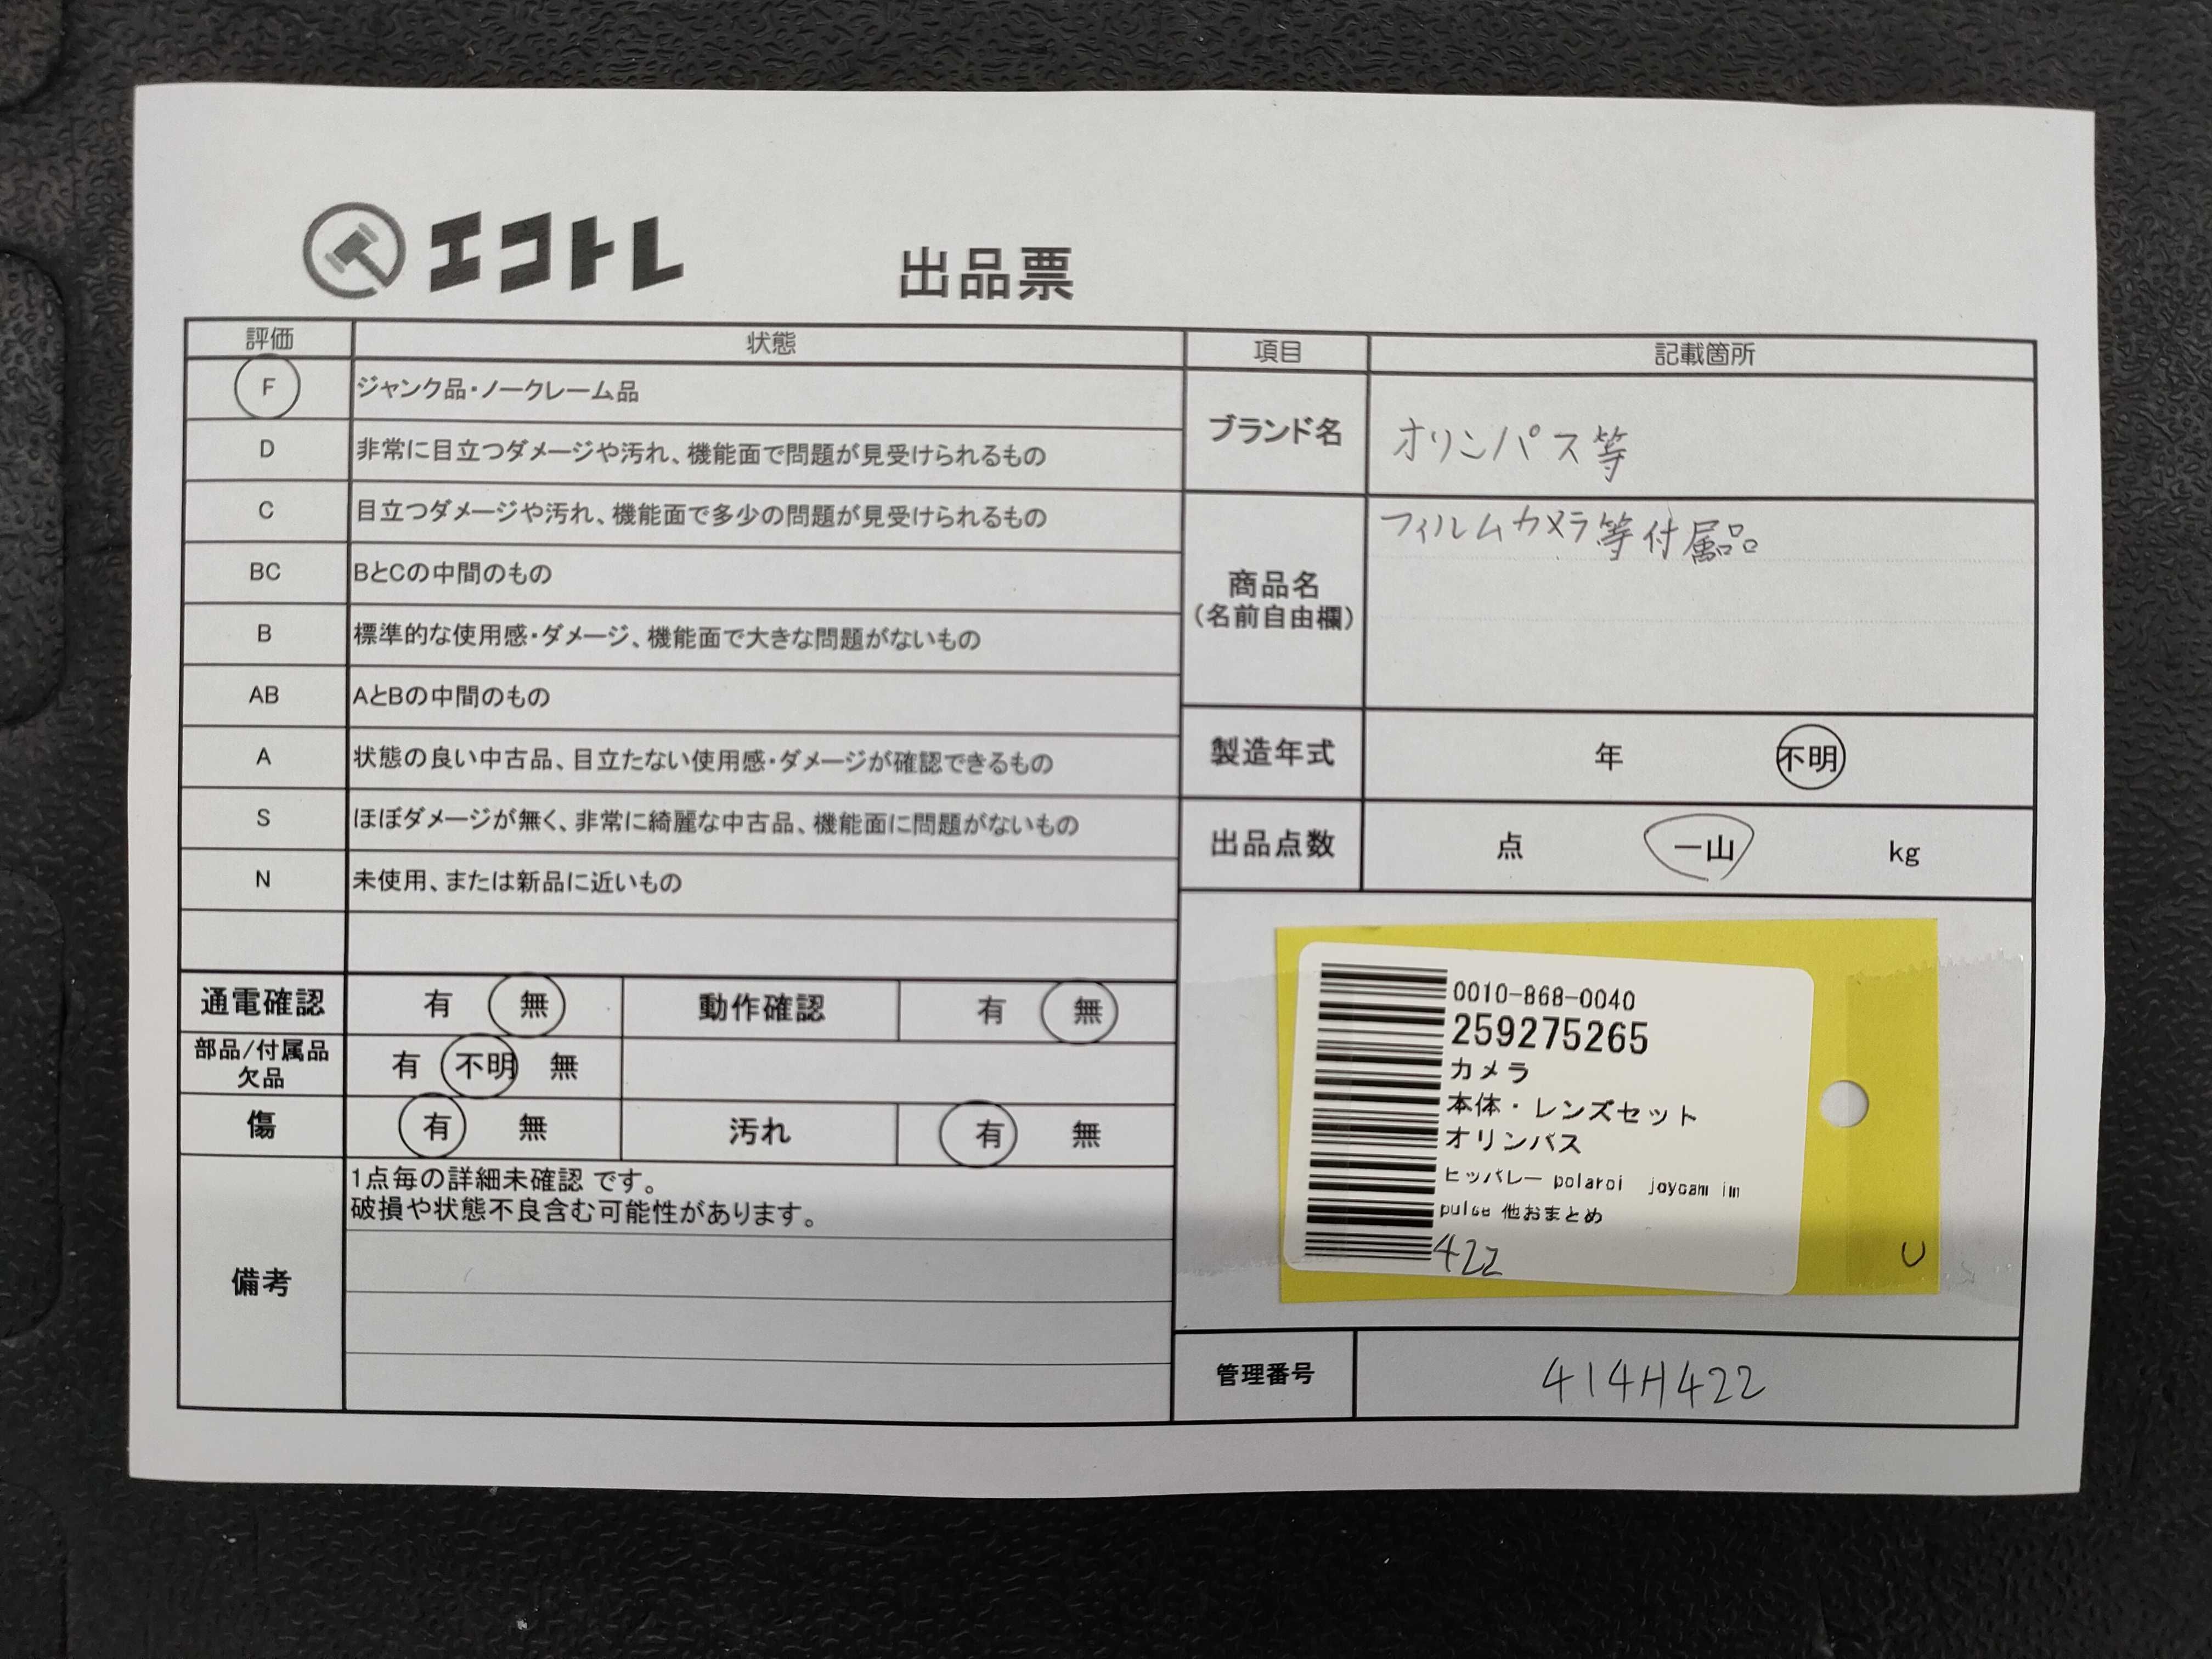 エコトレ
出品票
評価 状態
F ジャンク品・ノークレーム品
D 非常に目立つダメージや汚れ、機能面で問題が見受けられるもの
C 目立つダメージや汚れ、機能面で多少の問題が見受けられるもの
BC BとCの中間のもの
B 標準的な使用感・ダメージ、機能面で大きな問題がないもの
AB AとBの中間のもの
A 状態の良い中古品、目立たない使用感・ダメージが確認できるもの
S ほぼダメージが無く、非常に綺麗な中古品、機能面に問題がないもの
N 未使用、または新品に近いもの
通電確認 有 無 動作確認 有 無
部品/付属品
欠品 有 不明 無
傷 有 無 汚れ 有 無
備考
1点毎の詳細未確認 です。
破損や状態不良含む可能性があります。
項目 記載箇所
ブランド名 オリンパス等
商品名
(名前自由欄)
フィルムカメラ等付属品
製造年式 年 不明
出品点数 点 一山 kg
0010-868-0040
259275265
カメラ
本体・レンズセット
オリンパス
polaroi joycam im
pulse 他おまとめ
422
U
管理番号 414H422